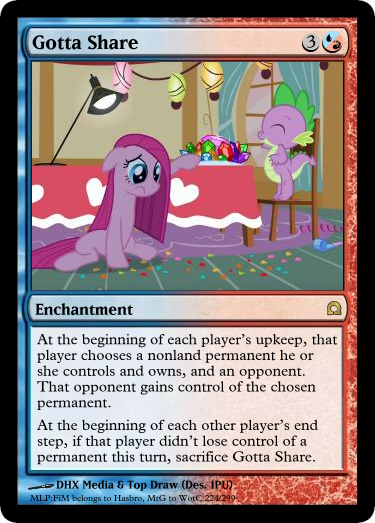 Gotta Share 3
Enchantment
At the beginning of each player's upkeep, that
player chooses a nonland permanent he or
she controls and owns, and an opponent.
That opponent gains control of the chosen
permanent.
At the beginning of each other player's end
step, if that player didn't lose control of a
permanent this turn, sacrifice Gotta Share.
DHX Media & Top Draw (Des. IPU)
MLP:FiM belongs to Hasbro, MtG to WotC 224/299